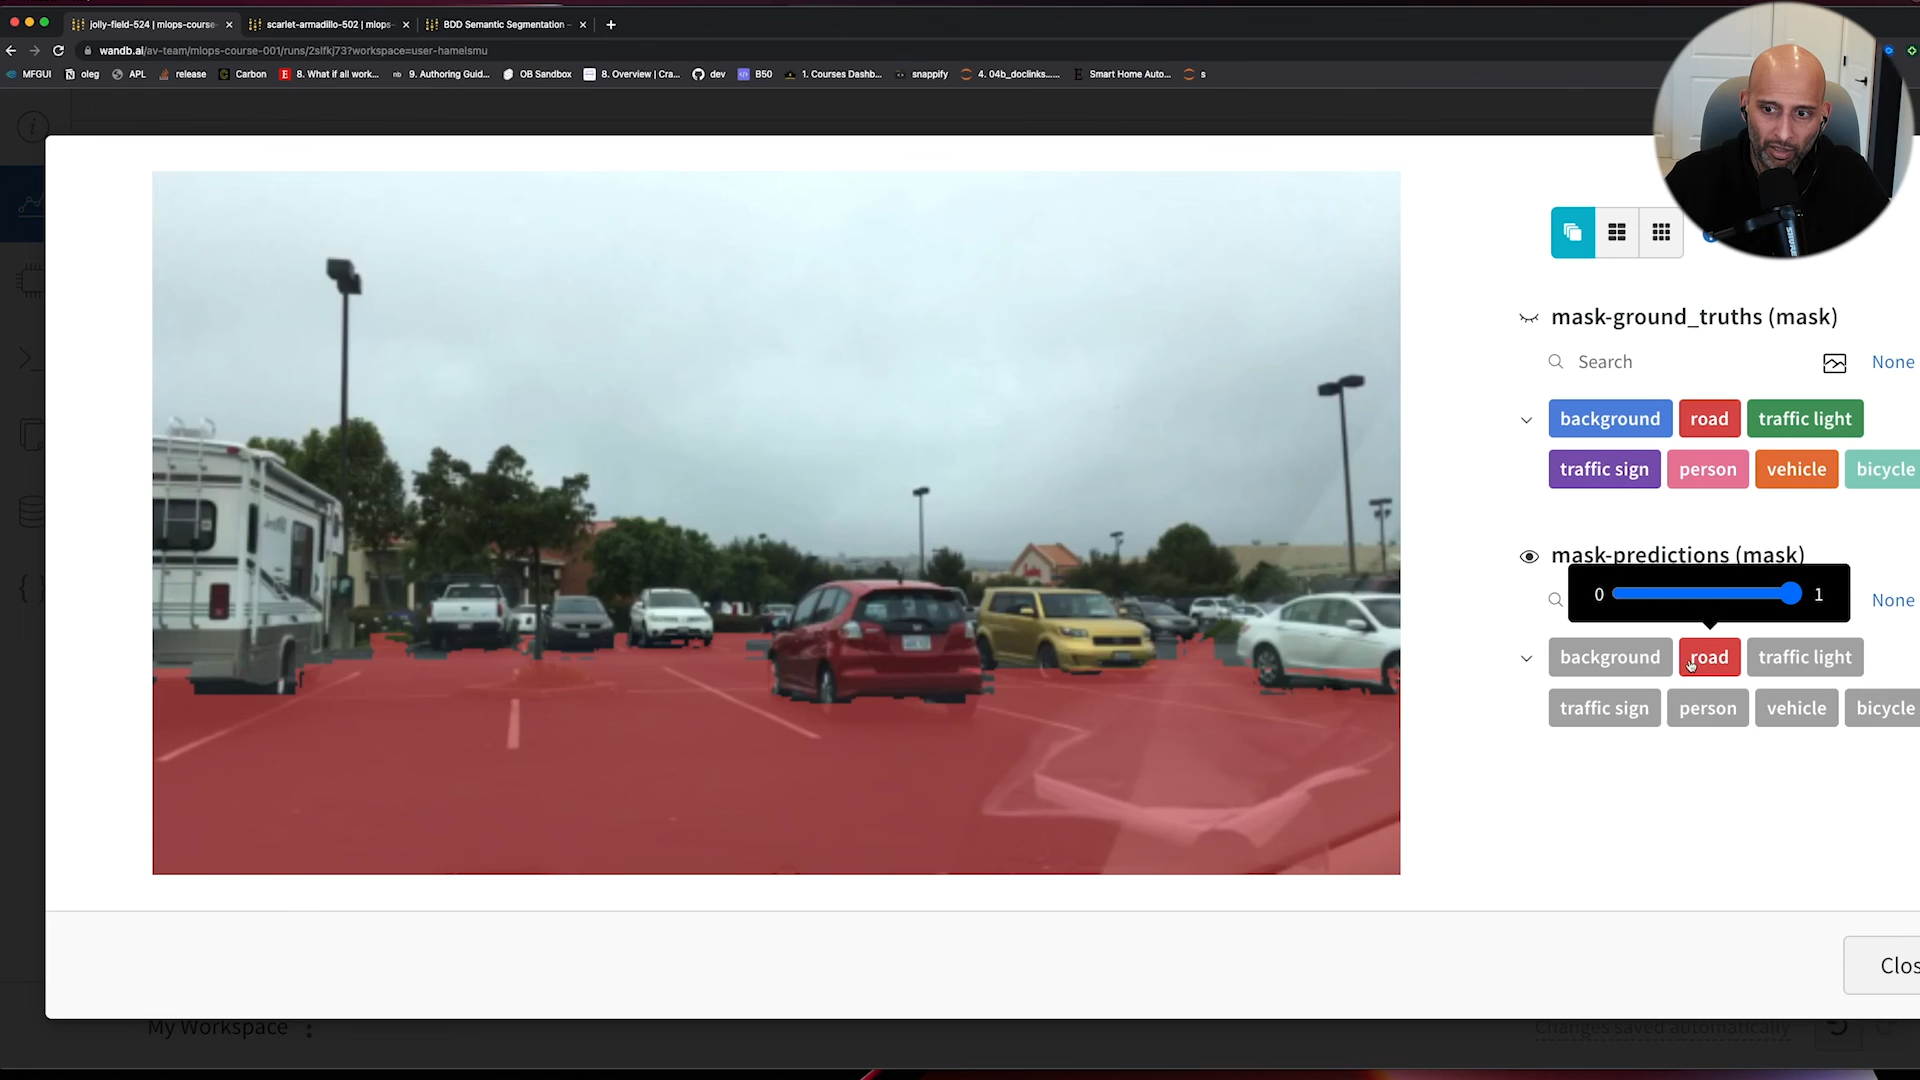 jolly-field-524 | mlops-course-
scarlet-armadillo-502 | mlops-
BDD Semantic Segmentation -
wandb.ai/av-team/mlops-course-001/runs/2slfkj73?workspace=user-hamelsmu
MFGUI
oleg
APL
release
Carbon
8. What if all work...
9. Authoring Guid...
OB Sandbox
8. Overview | Cra...
dev
B50
1. Courses Dashb...
snappify
4. 04b_doclinks......
Smart Home Auto...
s
mask-ground_truths (mask)
Search
None
background road traffic light
traffic sign person vehicle bicycle
mask-predictions (mask)
0 1
None
background road traffic light
traffic sign person vehicle bicycle
Clos
My Workspace
Changes saved automatically